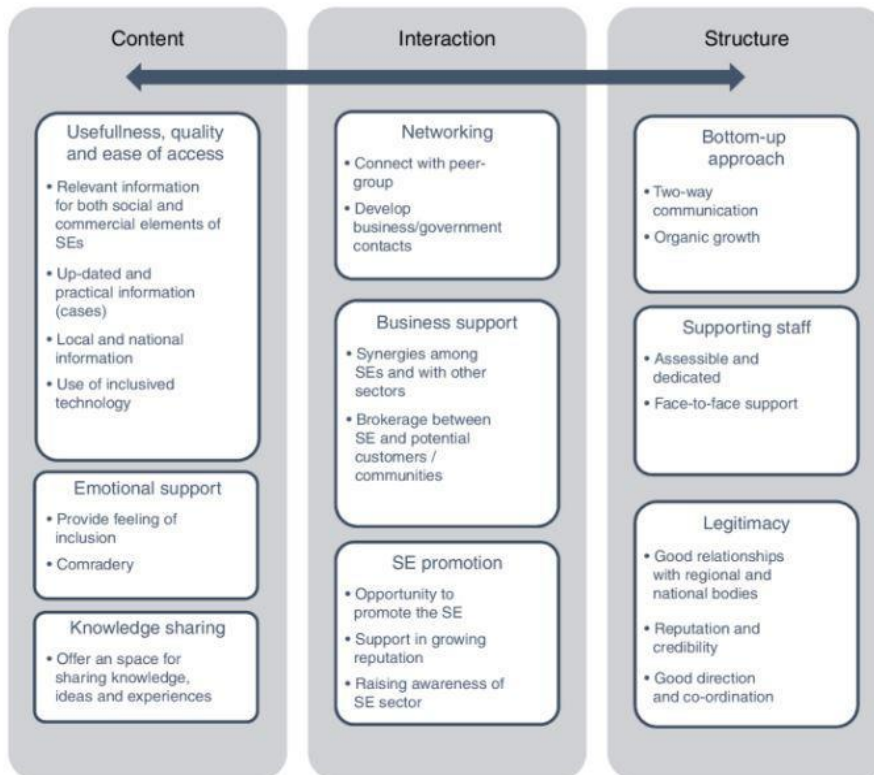 Content
Usefullness, quality
and ease of access
• Relevant information
for both social and
commercial elements of
SEs
• Up-dated and
practical information
(cases)
• Local and national
information
• Use of inclusived
technology
Emotional support
• Provide feeling of
inclusion
• Comradery
Knowledge sharing
• Offer an space for
sharing knowledge,
ideas and experiences
Interaction
Networking
• Connect with peer-
group
• Develop
business/government
contacts
Business support
• Synergies among
SEs and with other
sectors
• Brokerage between
SE and potential
customers /
communities
SE promotion
• Opportunity to
promote the SE
• Support in growing
reputation
• Raising awareness of
SE sector
Structure
Bottom-up
approach
• Two-way
communication
• Organic growth
Supporting staff
• Assessible and
dedicated
• Face-to-face support
Legitimacy
• Good relationships
with regional and
national bodies
• Reputation and
credibility
• Good direction
and co-ordination